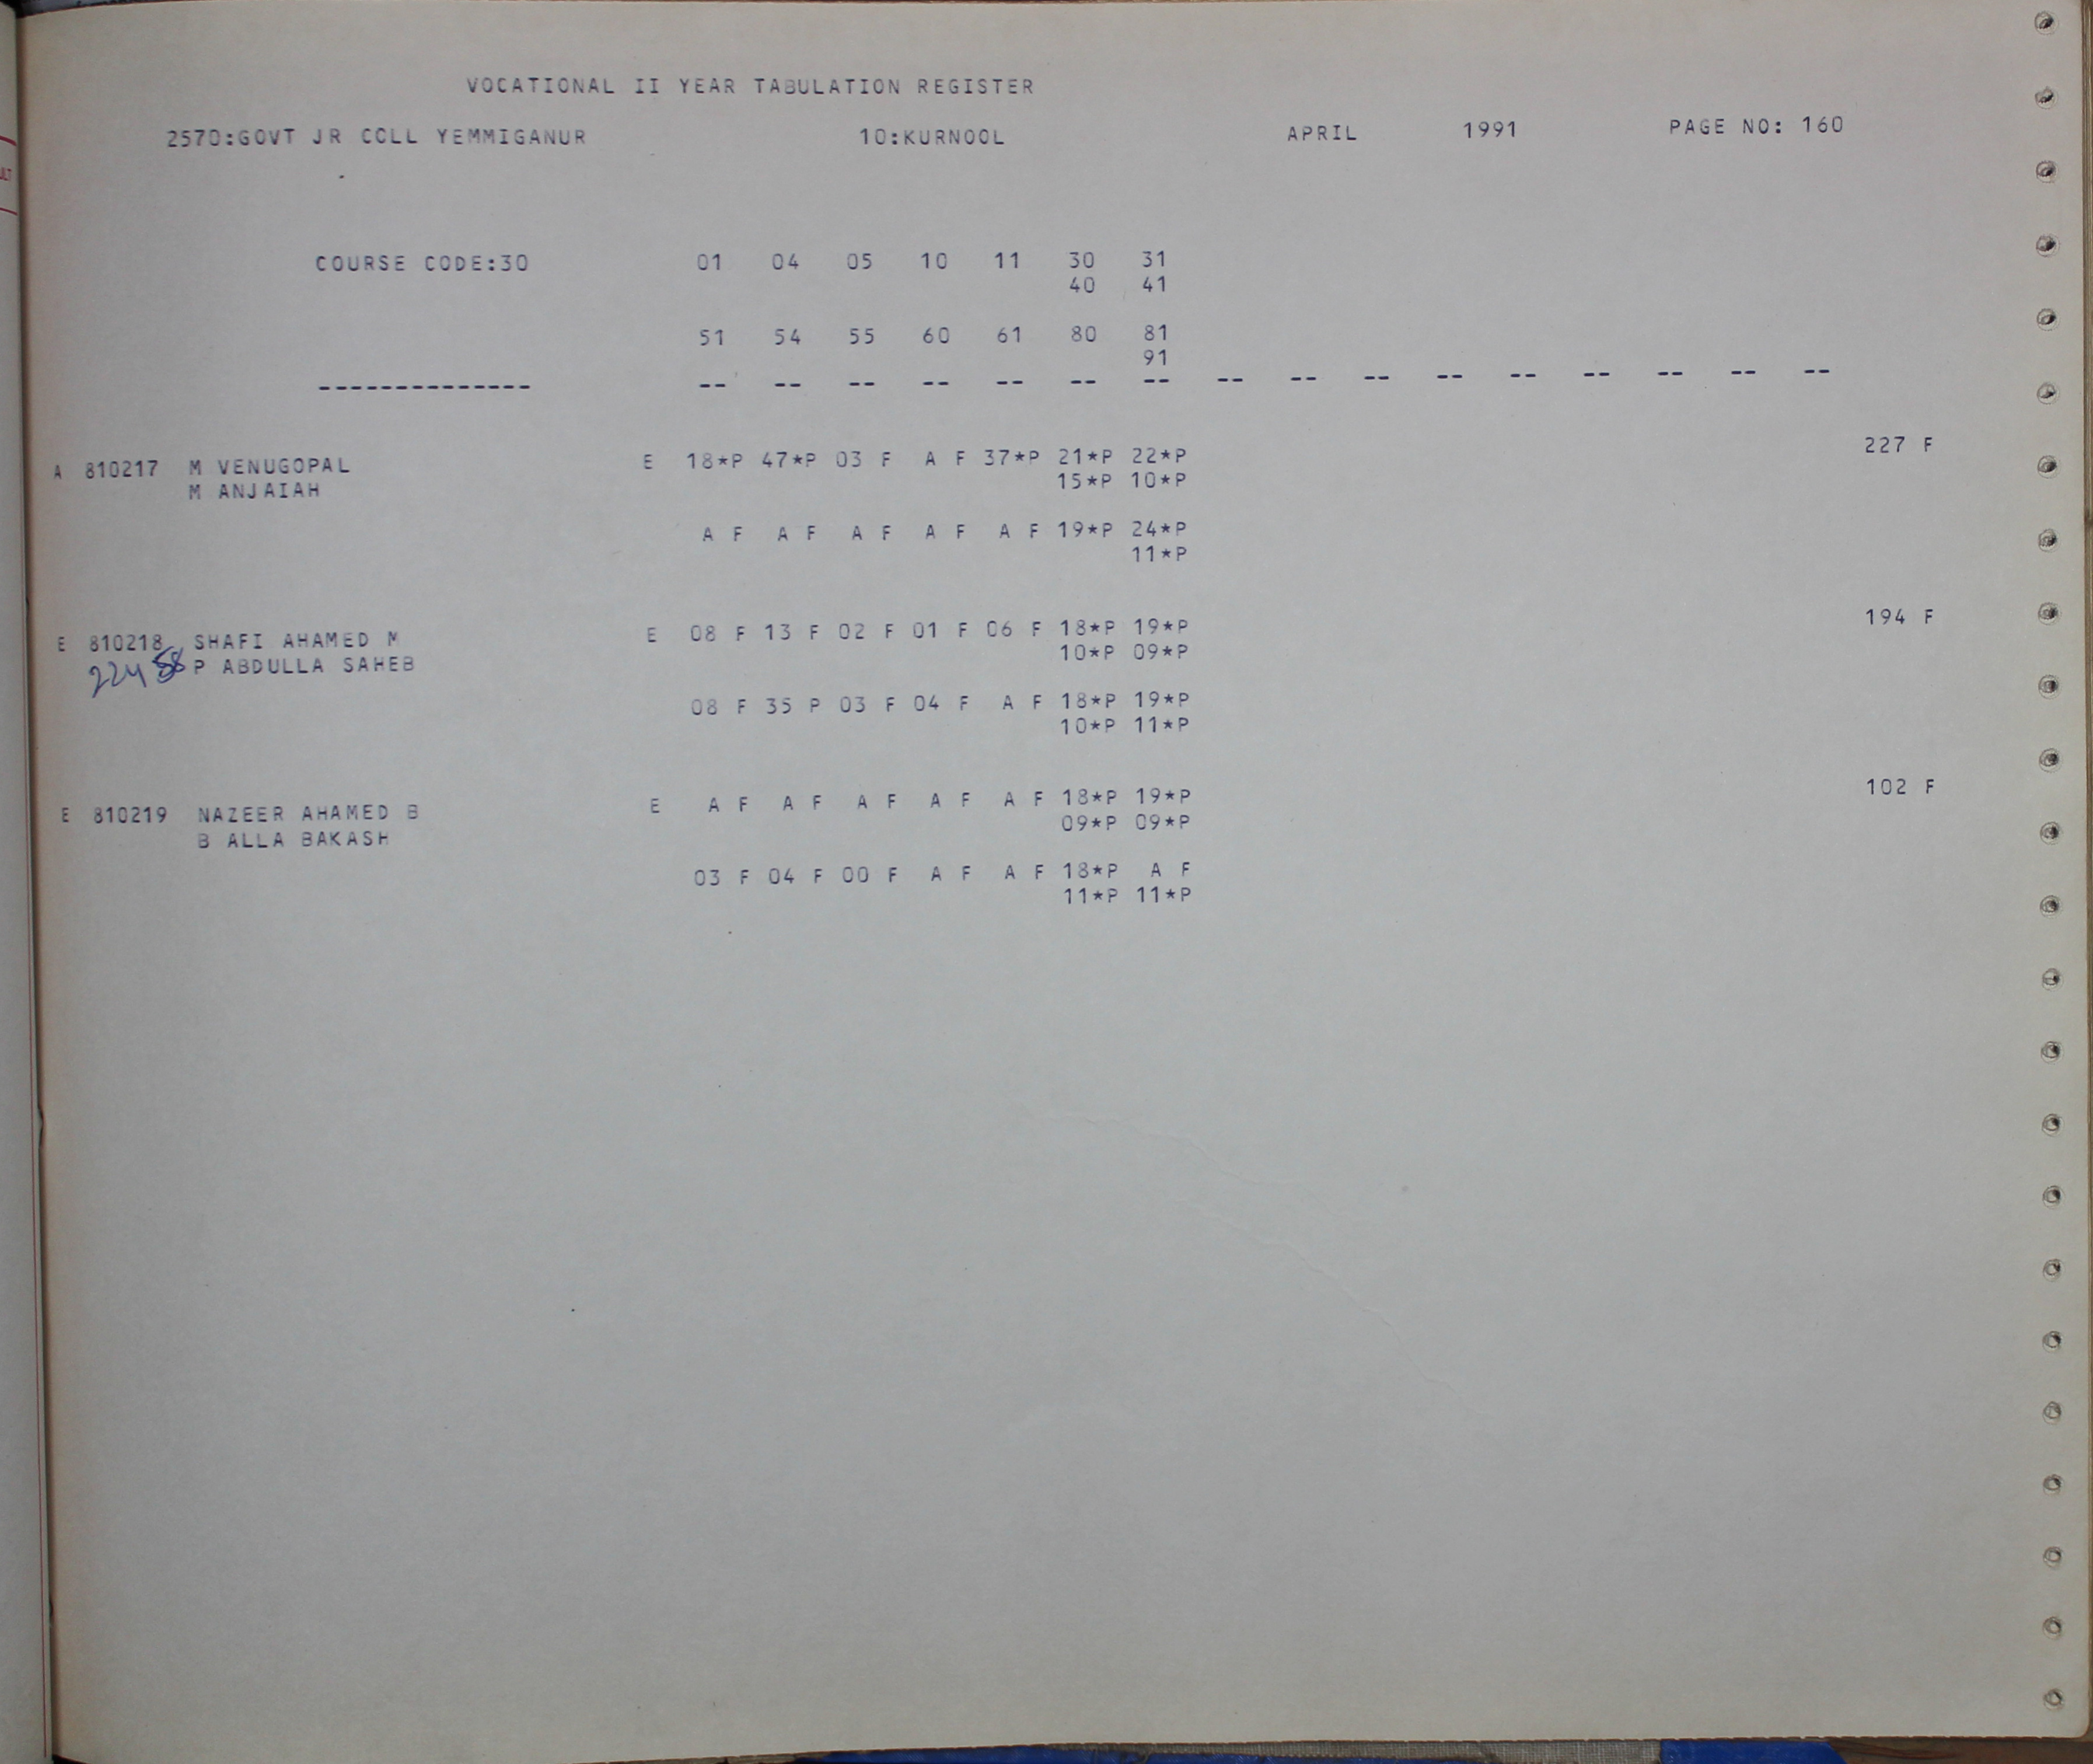 VOCATIONAL II YEAR TABULATION REGISTER
2570:GOVT JR COLL YEMMIGANUR 10:KURNOOL APRIL 1991 PAGE NO: 160
COURSE CODE:30 01 04 05 10 11 30 31
40 41
51 54 55 60 61 80 81
91
-------------- -- -- -- -- -- -- -- -- -- -- -- -- -- -- -- --
A 810217 M VENUGOPAL E 18*P 47*P 03 F A F 37*P 21*P 22*P 227 F
M ANJAIAH 15*P 10*P
A F A F A F A F A F 19*P 24*P
11*P
E 810218 SHAFI AHAMED M E 08 F 13 F 02 F 01 F 06 F 18*P 19*P 194 F
P ABDULLA SAHEB 10*P 09*P
08 F 35 P 03 F 04 F A F 18*P 19*P
10*P 11*P
E 810219 NAZEER AHAMED B E A F A F A F A F A F 18*P 19*P 102 F
B ALLA BAKASH 09*P 09*P
03 F 04 F 00 F A F A F 18*P A F
11*P 11*P